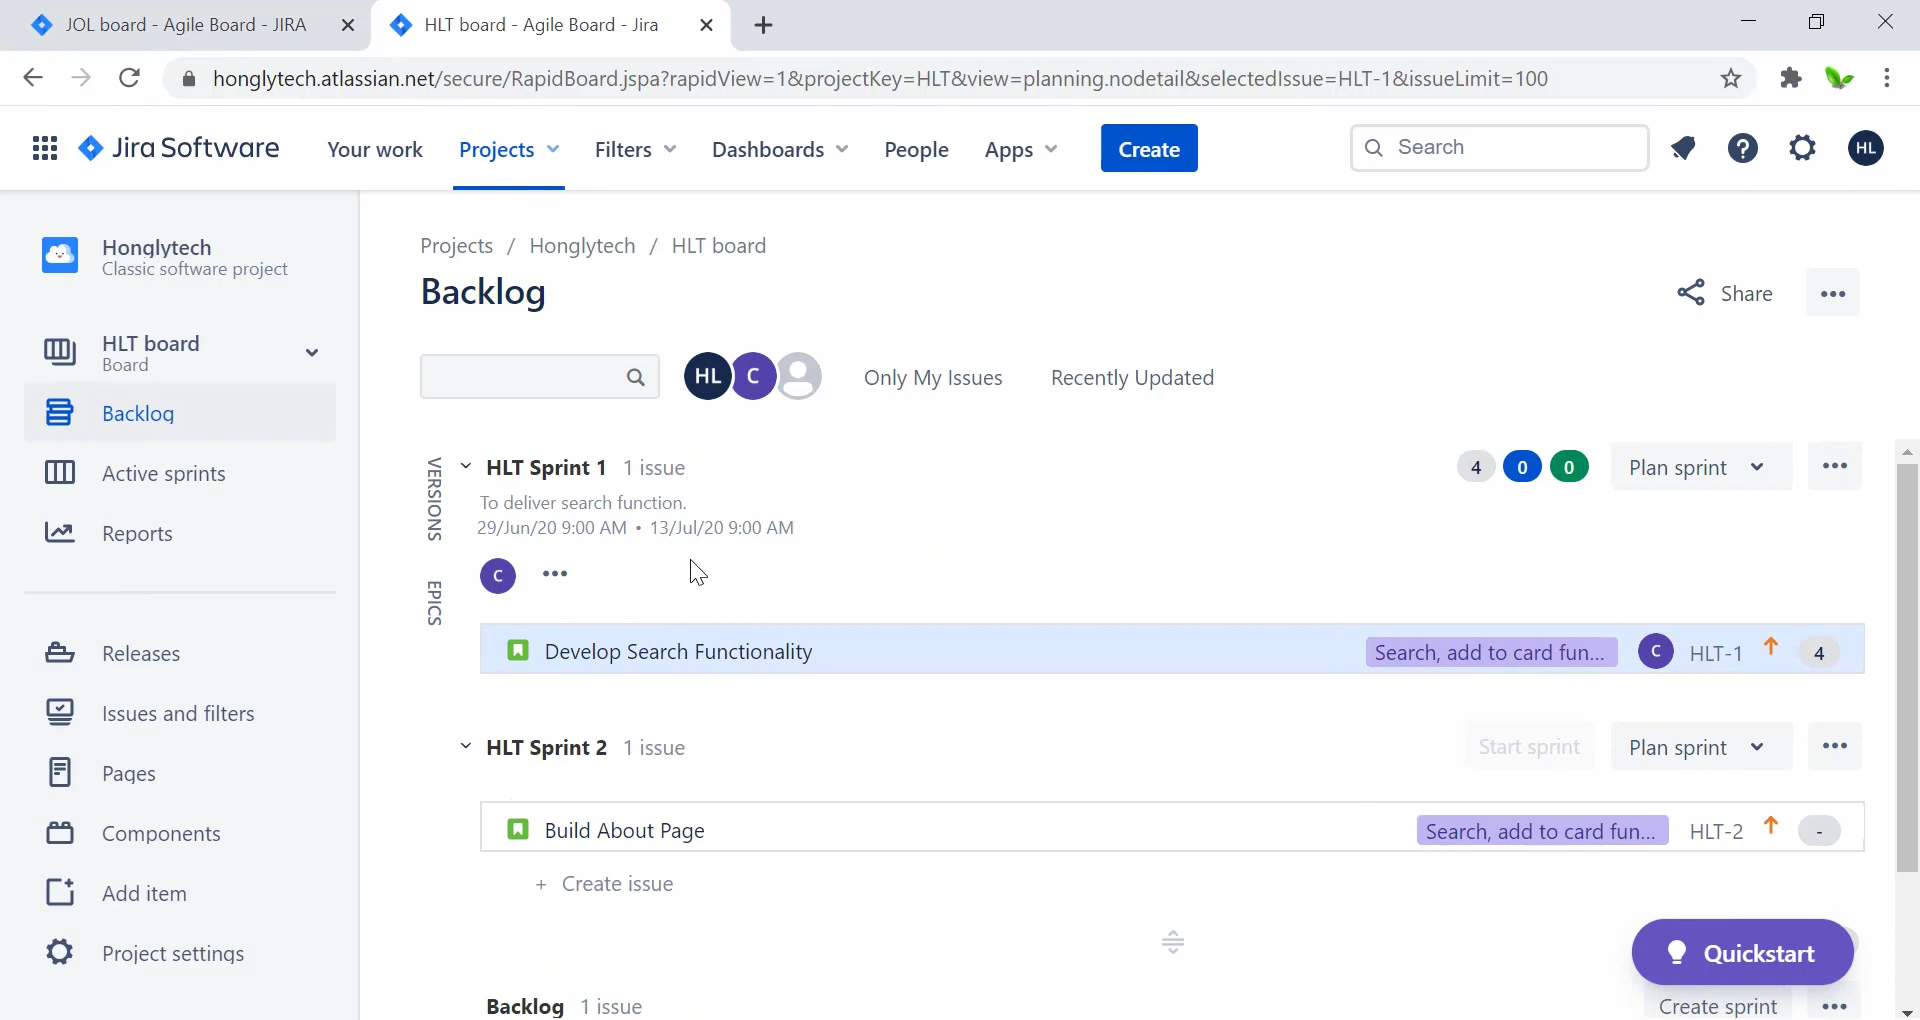 JOL board - Agile Board - JIRA
HLT board - Agile Board - Jira
honglytech.atlassian.net/secure/RapidBoard.jspa?rapidView=1&projectKey=HLT&view=planning.nodetail&selectedIssue=HLT-1&issueLimit=100
Jira Software Your work Projects Filters Dashboards People Apps Create Search HL
Honglytech
Classic software project
HLT board
Board
Backlog
Active sprints
Reports
Releases
Issues and filters
Pages
Components
Add item
Project settings
Projects / Honglytech / HLT board
Backlog
Share
HL C Only My Issues Recently Updated
VERSIONS
EPICS
HLT Sprint 1 1 issue 4 0 0 Plan sprint
To deliver search function.
29/Jun/20 9:00 AM • 13/Jul/20 9:00 AM
C
Develop Search Functionality Search, add to card fun... C HLT-1 4
HLT Sprint 2 1 issue Start sprint Plan sprint
Build About Page Search, add to card fun... HLT-2 -
+ Create issue
Quickstart
Backlog 1 issue Create sprint